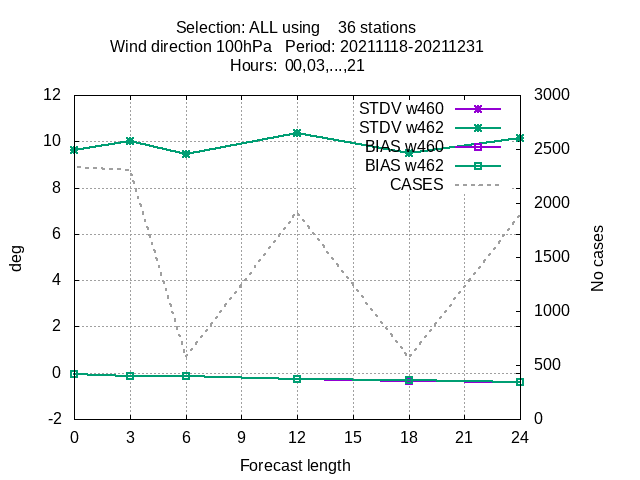 Selection: ALL using 36 stations
Wind direction 100hPa Period: 20211118-20211231
Hours: 00,03,...,21
12 3000
STDV w460
STDV w462
10 2500
BIAS w460
BIAS w462
8 CASES
2000
6
deg
No cases
1500
4
1000
2
500
0
-2 0
0 3 6 9 12 15 18 21 24
Forecast length